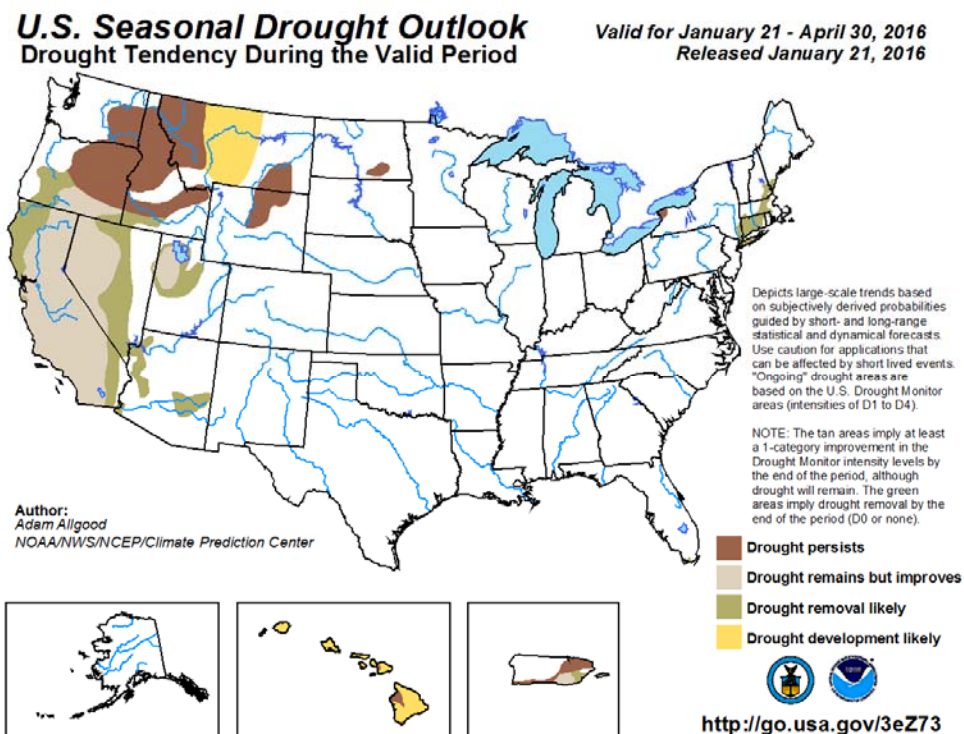 U.S. Seasonal Drought Outlook
Drought Tendency During the Valid Period
Valid for January 21 - April 30, 2016
Released January 21, 2016
Depicts large-scale trends based
on subjectively derived probabilities
guided by short- and long-range
statistical and dynamical forecasts.
Use caution for applications that
can be affected by short lived events.
"Ongoing" drought areas are
based on the U.S. Drought Monitor
areas (intensities of D1 to D4).
NOTE: The tan areas imply at least
a 1-category improvement in the
Drought Monitor intensity levels by
the end of the period, although
drought will remain. The green
areas imply drought removal by the
end of the period (D0 or none).
Author:
Adam Allgood
NOAA/NWS/NCEP/Climate Prediction Center
Drought persists
Drought remains but improves
Drought removal likely
Drought development likely
http://go.usa.gov/3eZ73